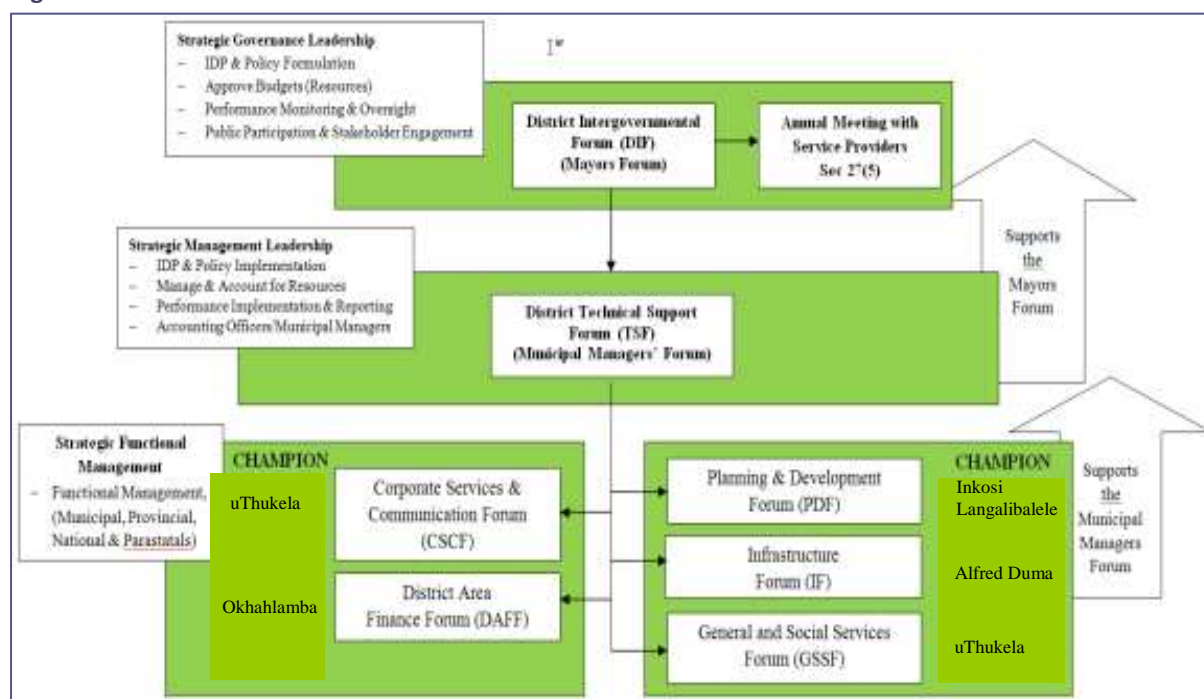 Strategic Governance Leadership
– IDP & Policy Formulation
– Approve Budgets (Resources)
– Performance Monitoring & Oversight
– Public Participation & Stakeholder Engagement
District Intergovernmental
Forum (DIF)
(Mayors Forum)
Annual Meeting with
Service Providers
Sec 27(5)
Supports
the
Mayors
Forum
Strategic Management Leadership
– IDP & Policy Implementation
– Manage & Account for Resources
– Performance Implementation & Reporting
– Accounting Officers/Municipal Managers
District Technical Support
Forum (TSF)
(Municipal Managers' Forum)
Strategic Functional
Management
– Functional Management,
(Municipal, Provincial,
National & Parastatals)
CHAMPION
uThukela
Corporate Services &
Communication Forum
(CSCF)
Okhahlamba
District Area
Finance Forum (DAFF)
Planning & Development
Forum (PDF)
Infrastructure
Forum (IF)
General and Social Services
Forum (GSSF)
CHAMPION
Inkosi
Langalibalele
Alfred Duma
uThukela
Supports
the
Municipal
Managers
Forum